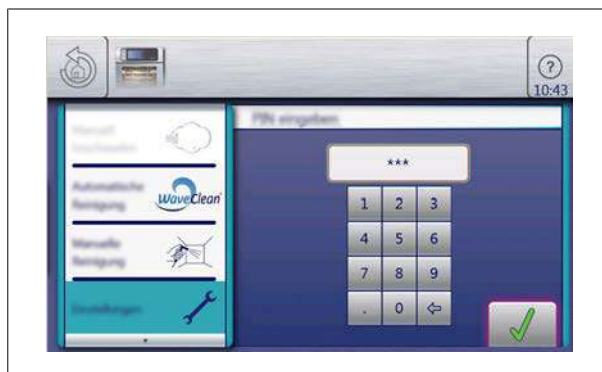 ?
10:43
PIN eingeben
***
Manuell
Automatische
Reinigung
WaveClean
Manuelle
Reinigung
Einstellungen
1 2 3
4 5 6
7 8 9
. 0